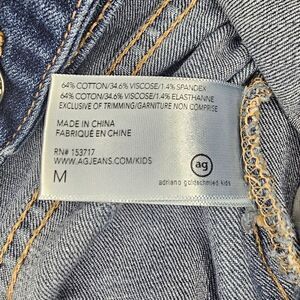 64% COTTON/34.6% VISCOSE/1.4% SPANDEX
64% COTTON/34.6% VISCOSE/1.4% ELASTHANNE
EXCLUSIVE OF TRIMMING/GARNITURE NON COMPRISE
MADE IN CHINA
FABRIQUÉ EN CHINE
RN# 153717
WWW.AGJEANS.COM/KIDS
M
ag
adriano goldschmied kids